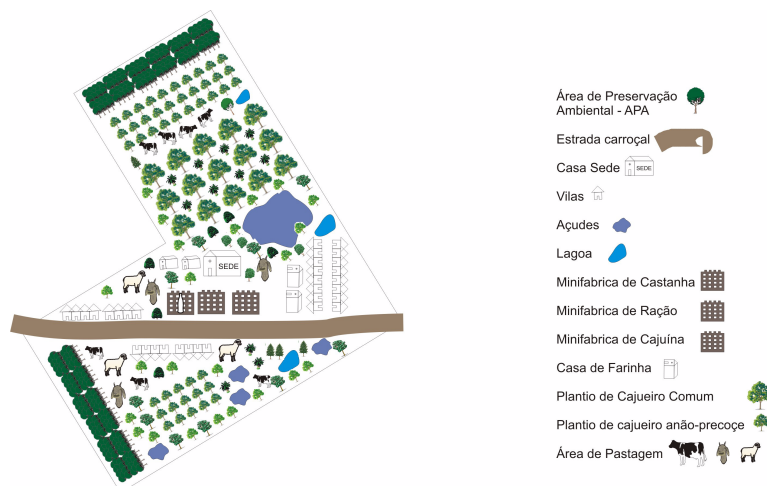 SEDE
Área de Preservação
Ambiental - APA
Estrada carroçal
Casa Sede
SEDE
Vilas
Açudes
Lagoa
Minifabrica de Castanha
Minifabrica de Ração
Minifabrica de Cajuína
Casa de Farinha
Plantio de Cajueiro Comum
Plantio de cajueiro anão-precoçe
Área de Pastagem